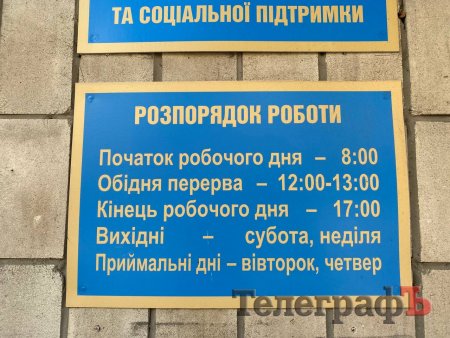 ТА СОЦІАЛЬНОЇ ПІДТРИМКИ
РОЗПОРЯДОК РОБОТИ
Початок робочого дня – 8:00
Обідня перерва – 12:00-13:00
Кінець робочого дня – 17:00
Вихідні – субота, неділя
Приймальні дні – вівторок, четвер
ТелеграфЪ